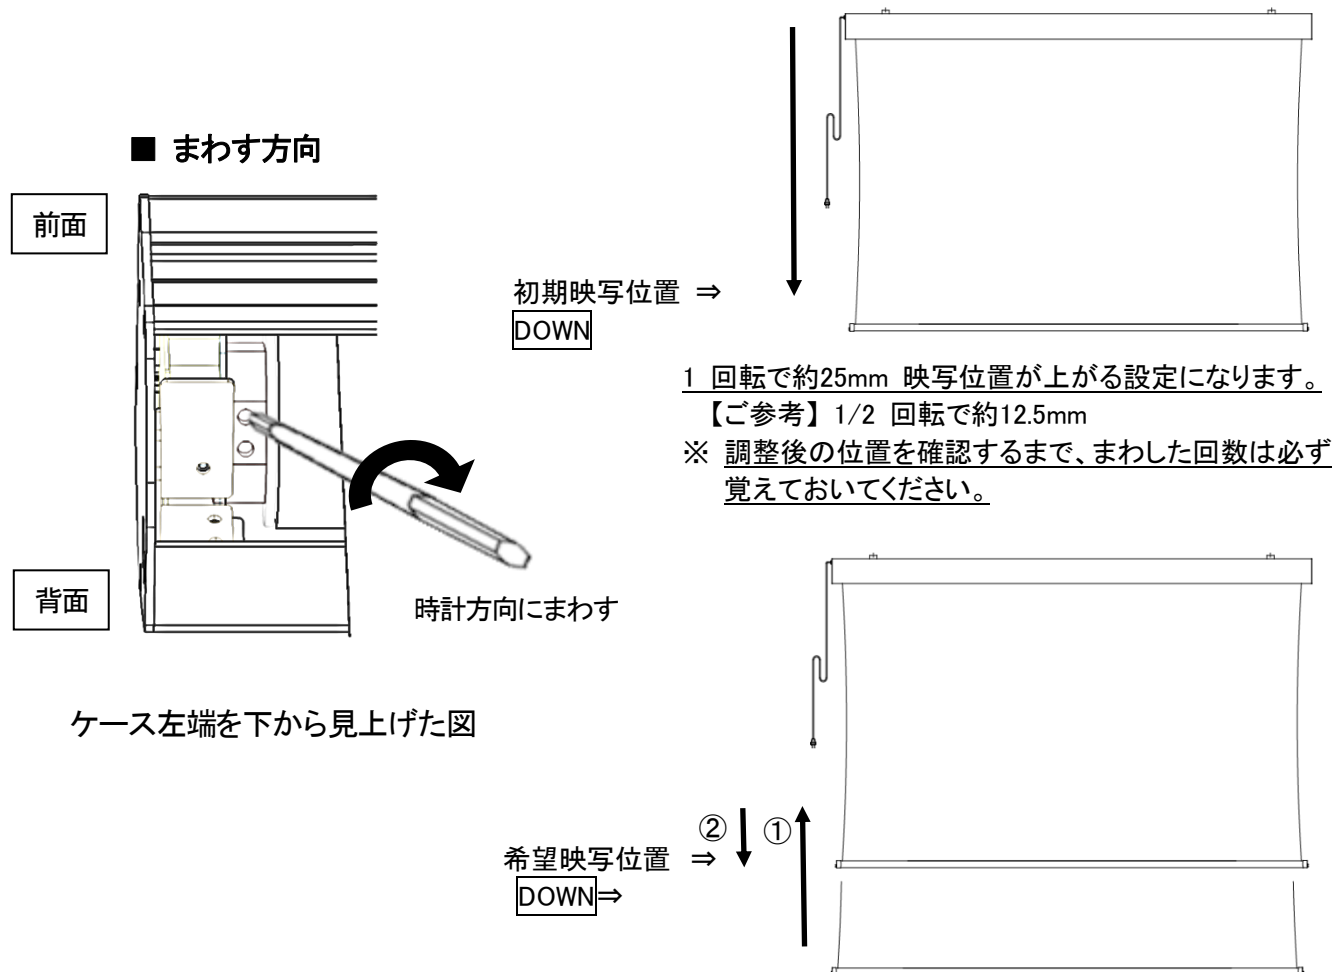 ■ まわす方向
前面
初期映写位置 ⇒
DOWN
1 回転で約25mm 映写位置が上がる設定になります。
【ご参考】 1/2 回転で約12.5mm
※ 調整後の位置を確認するまで、まわした回数は必ず
覚えておいてください。
背面
時計方向にまわす
ケース左端を下から見上げた図
② ①
希望映写位置 ⇒
DOWN⇒